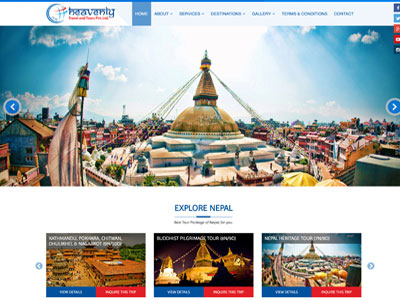 heavenly
Travel and Tours Pvt. Ltd.
HOME ABOUT SERVICES DESTINATIONS GALLERY TERMS & CONDITIONS CONTACT
EXPLORE NEPAL
Best Tour Package of Nepal for you
KATHMANDU, POKHARA, CHITWAN,
DHULIKHEL & NAGARKOT (9N/10D)
BUDDHIST PILGRIMAGE TOUR (8N/9D)
NEPAL HERITAGE TOUR (7N/8D)
VIEW DETAILS INQUIRE THIS TRIP
VIEW DETAILS INQUIRE THIS TRIP
VIEW DETAILS INQUIRE THIS TRIP